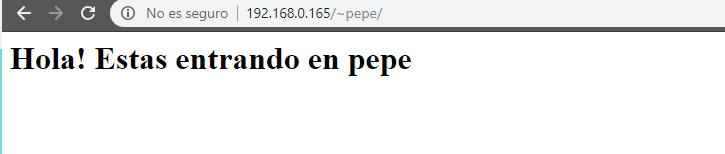 No es seguro | 192.168.0.165/~pepe/
Hola! Estas entrando en pepe